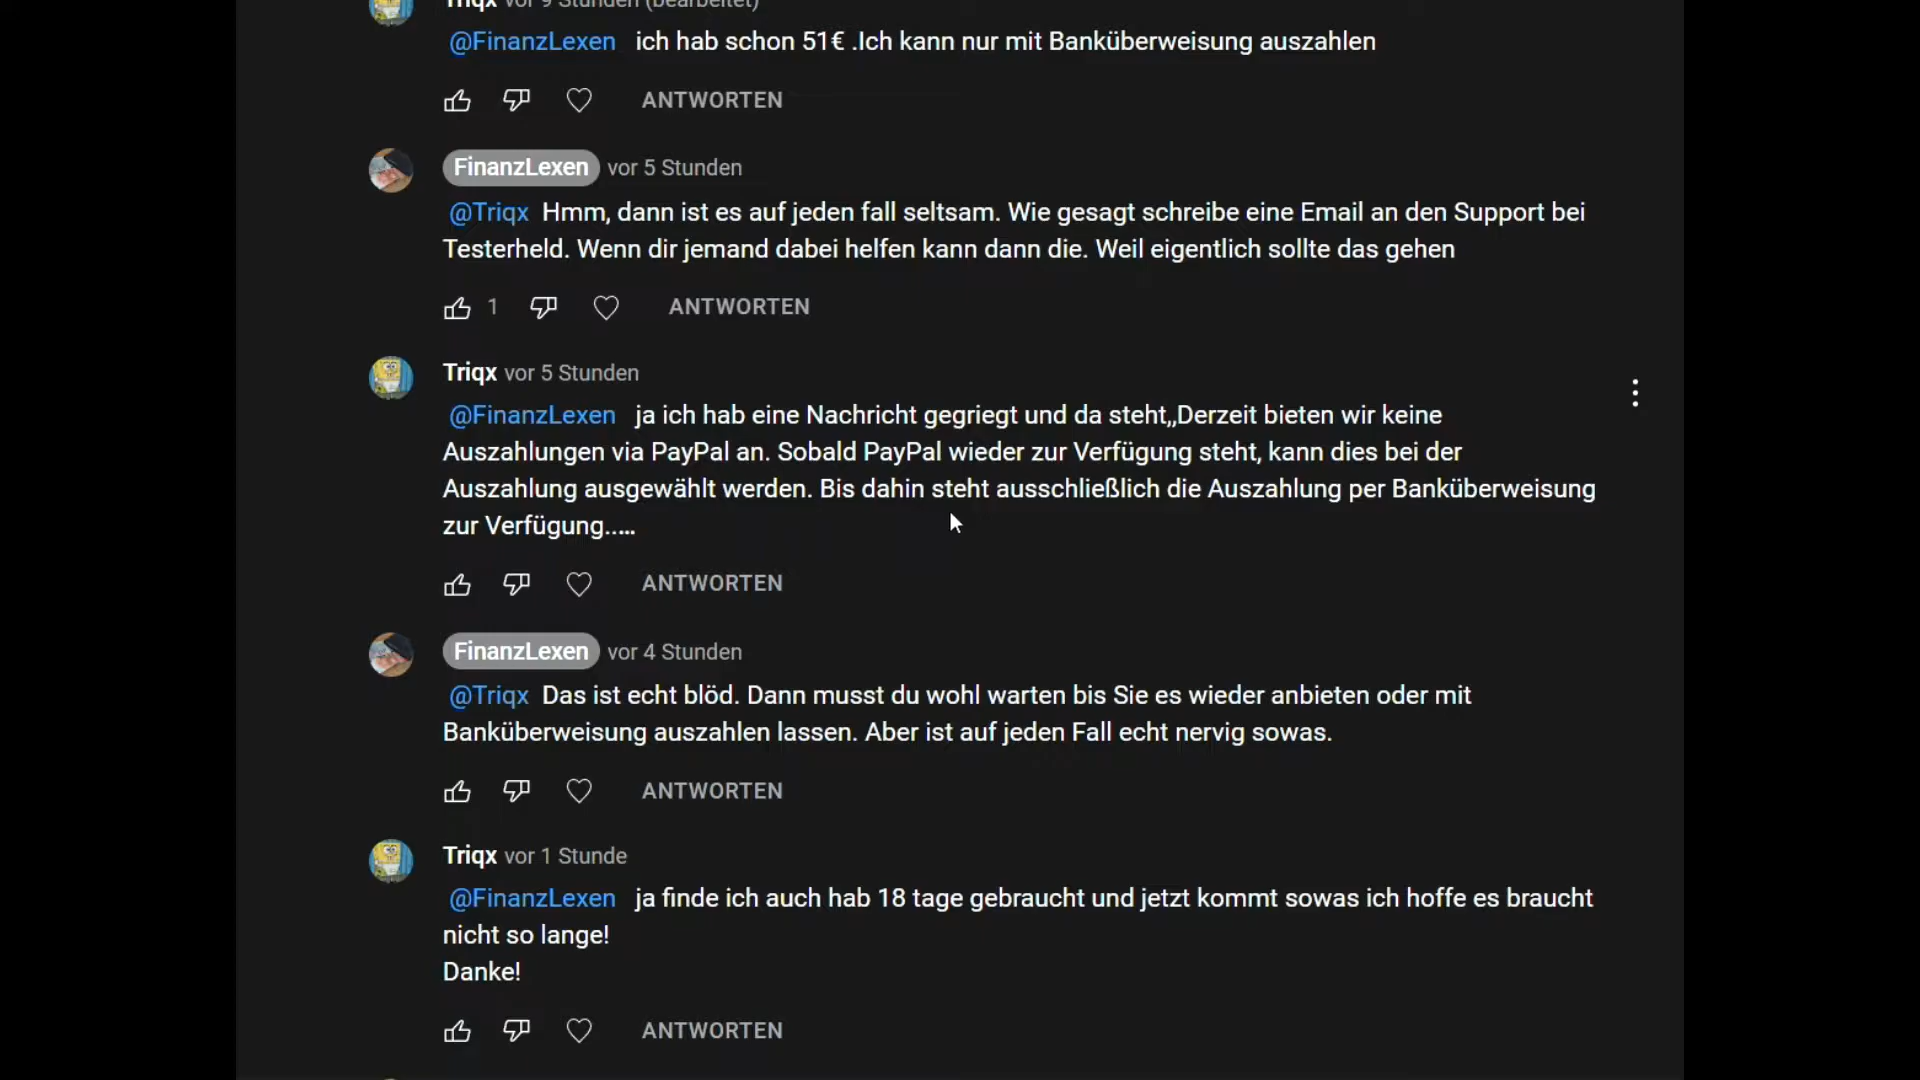 Triqx vor 9 Stunden (bearbeitet)
@FinanzLexen ich hab schon 51€ .Ich kann nur mit Banküberweisung auszahlen
ANTWORTEN
FinanzLexen vor 5 Stunden
@Triqx Hmm, dann ist es auf jeden fall seltsam. Wie gesagt schreibe eine Email an den Support bei
Testerheld. Wenn dir jemand dabei helfen kann dann die. Weil eigentlich sollte das gehen
1 ANTWORTEN
Triqx vor 5 Stunden
@FinanzLexen ja ich hab eine Nachricht gegriegt und da steht,,Derzeit bieten wir keine
Auszahlungen via PayPal an. Sobald PayPal wieder zur Verfügung steht, kann dies bei der
Auszahlung ausgewählt werden. Bis dahin steht ausschließlich die Auszahlung per Banküberweisung
zur Verfügung.....
ANTWORTEN
FinanzLexen vor 4 Stunden
@Triqx Das ist echt blöd. Dann musst du wohl warten bis Sie es wieder anbieten oder mit
Banküberweisung auszahlen lassen. Aber ist auf jeden Fall echt nervig sowas.
ANTWORTEN
Triqx vor 1 Stunde
@FinanzLexen ja finde ich auch hab 18 tage gebraucht und jetzt kommt sowas ich hoffe es braucht
nicht so lange!
Danke!
ANTWORTEN